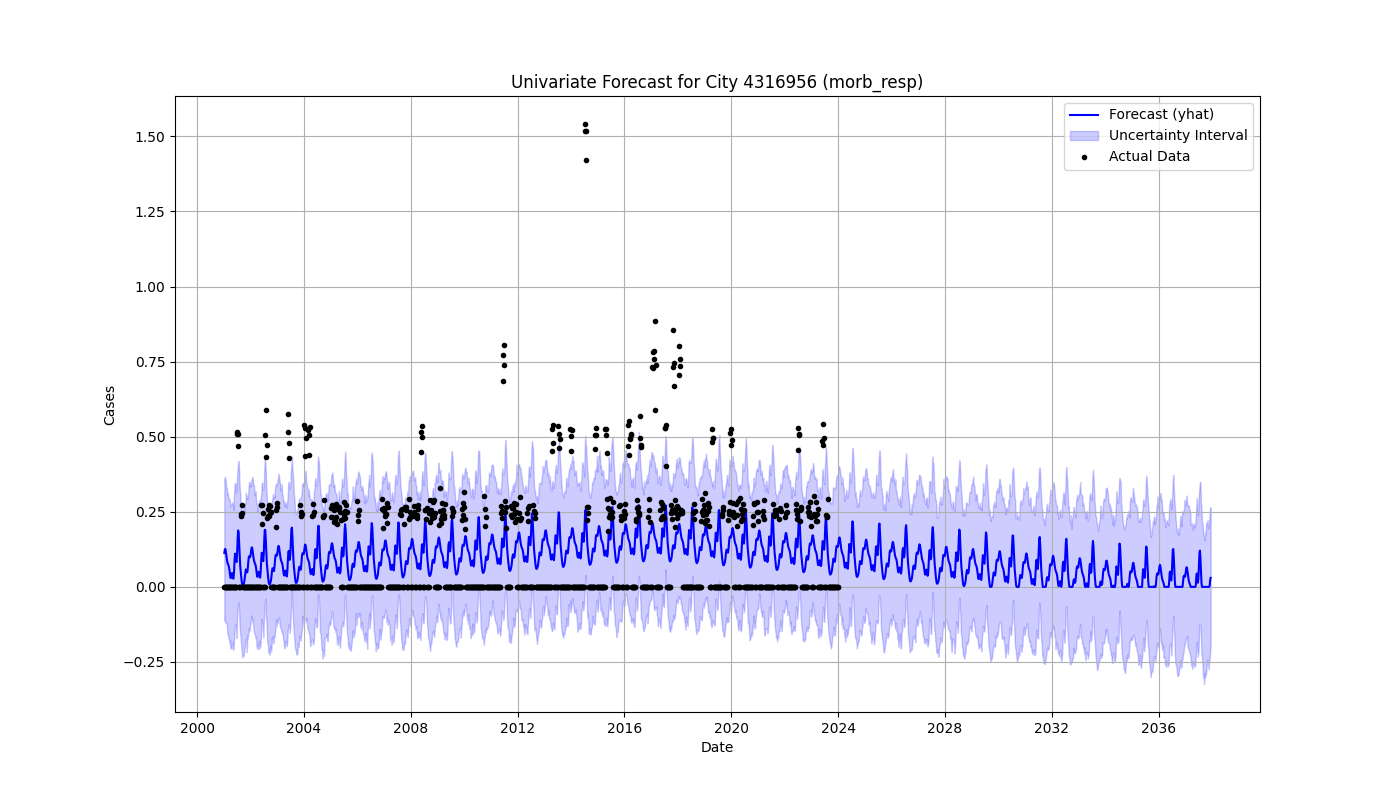 Univariate Forecast for City 4316956 (morb_resp)
Forecast (yhat)
Uncertainty Interval
Actual Data
Cases
1.50
1.25
1.00
0.75
0.50
0.25
0.00
−0.25
2000 2004 2008 2012 2016 2020 2024 2028 2032 2036
Date